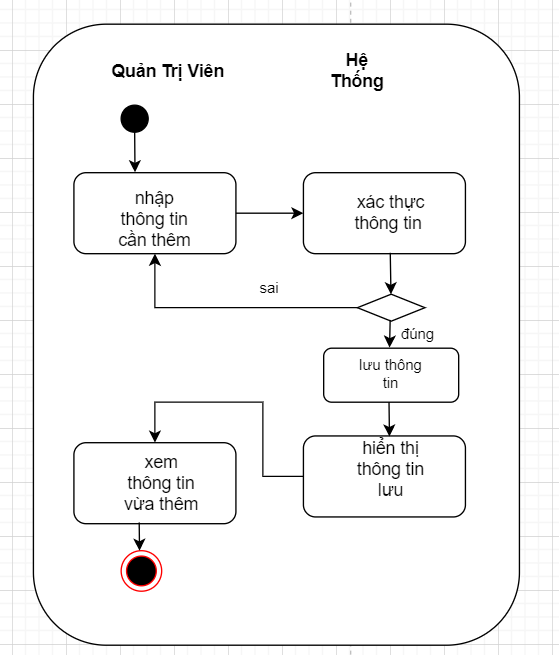 Quản Trị Viên
Hệ
Thống
nhập
thông tin
cần thêm
xác thực
thông tin
sai
đúng
lưu thông
tin
hiển thị
thông tin
lưu
xem
thông tin
vừa thêm